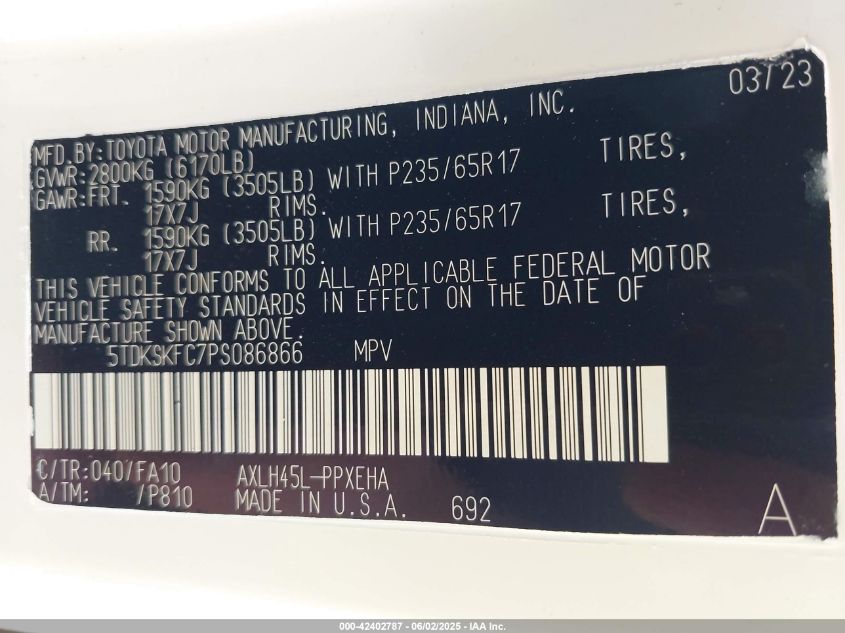 03/23
MFD.BY:TOYOTA MOTOR MANUFACTURING, INDIANA, INC.
GVWR:2800KG (6170LB)
GAWR:FRT. 1590KG (3505LB) WITH P235/65R17 TIRES,
17X7J RIMS.
RR. 1590KG (3505LB) WITH P235/65R17 TIRES,
17X7J RIMS.
THIS VEHICLE CONFORMS TO ALL APPLICABLE FEDERAL MOTOR
VEHICLE SAFETY STANDARDS IN EFFECT ON THE DATE OF
MANUFACTURE SHOWN ABOVE.
5TDKSKFC7PS086866 MPV
C/TR:040/FA10 AXLH45L-PPXEHA
A/TM: /P810 MADE IN U.S.A. 692 A
000-42402787 - 06/02/2025 - IAA Inc.